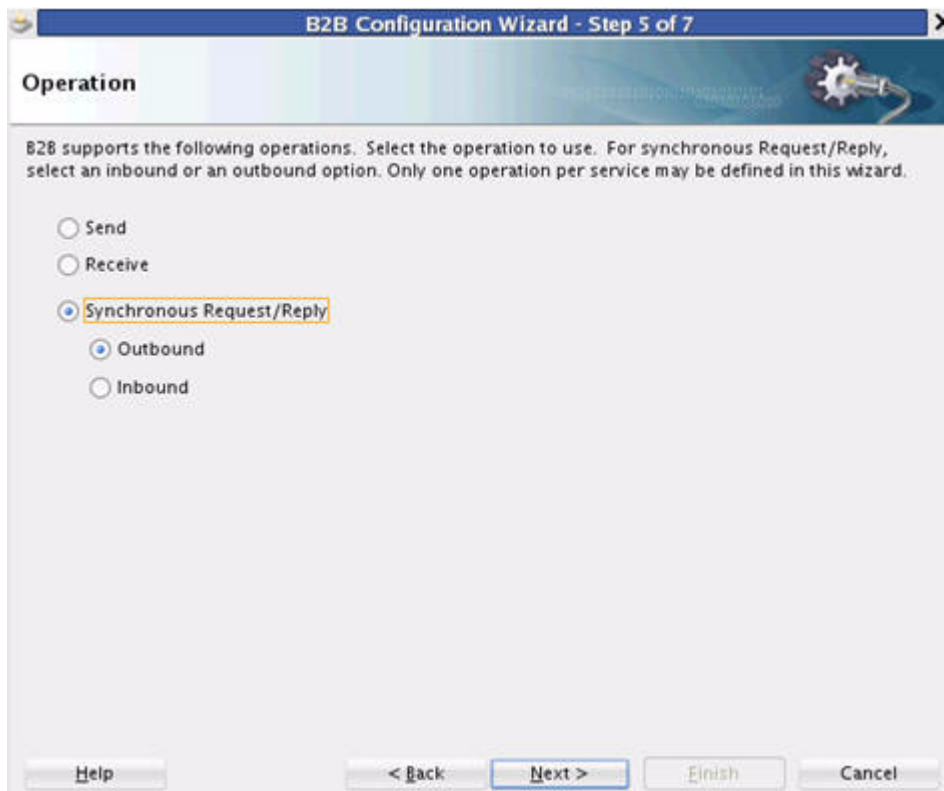 B2B Configuration Wizard - Step 5 of 7
Operation
B2B supports the following operations. Select the operation to use. For synchronous Request/Reply,
select an inbound or an outbound option. Only one operation per service may be defined in this wizard.
Send
Receive
Synchronous Request/Reply
Outbound
Inbound
Help
< Back
Next >
Finish
Cancel